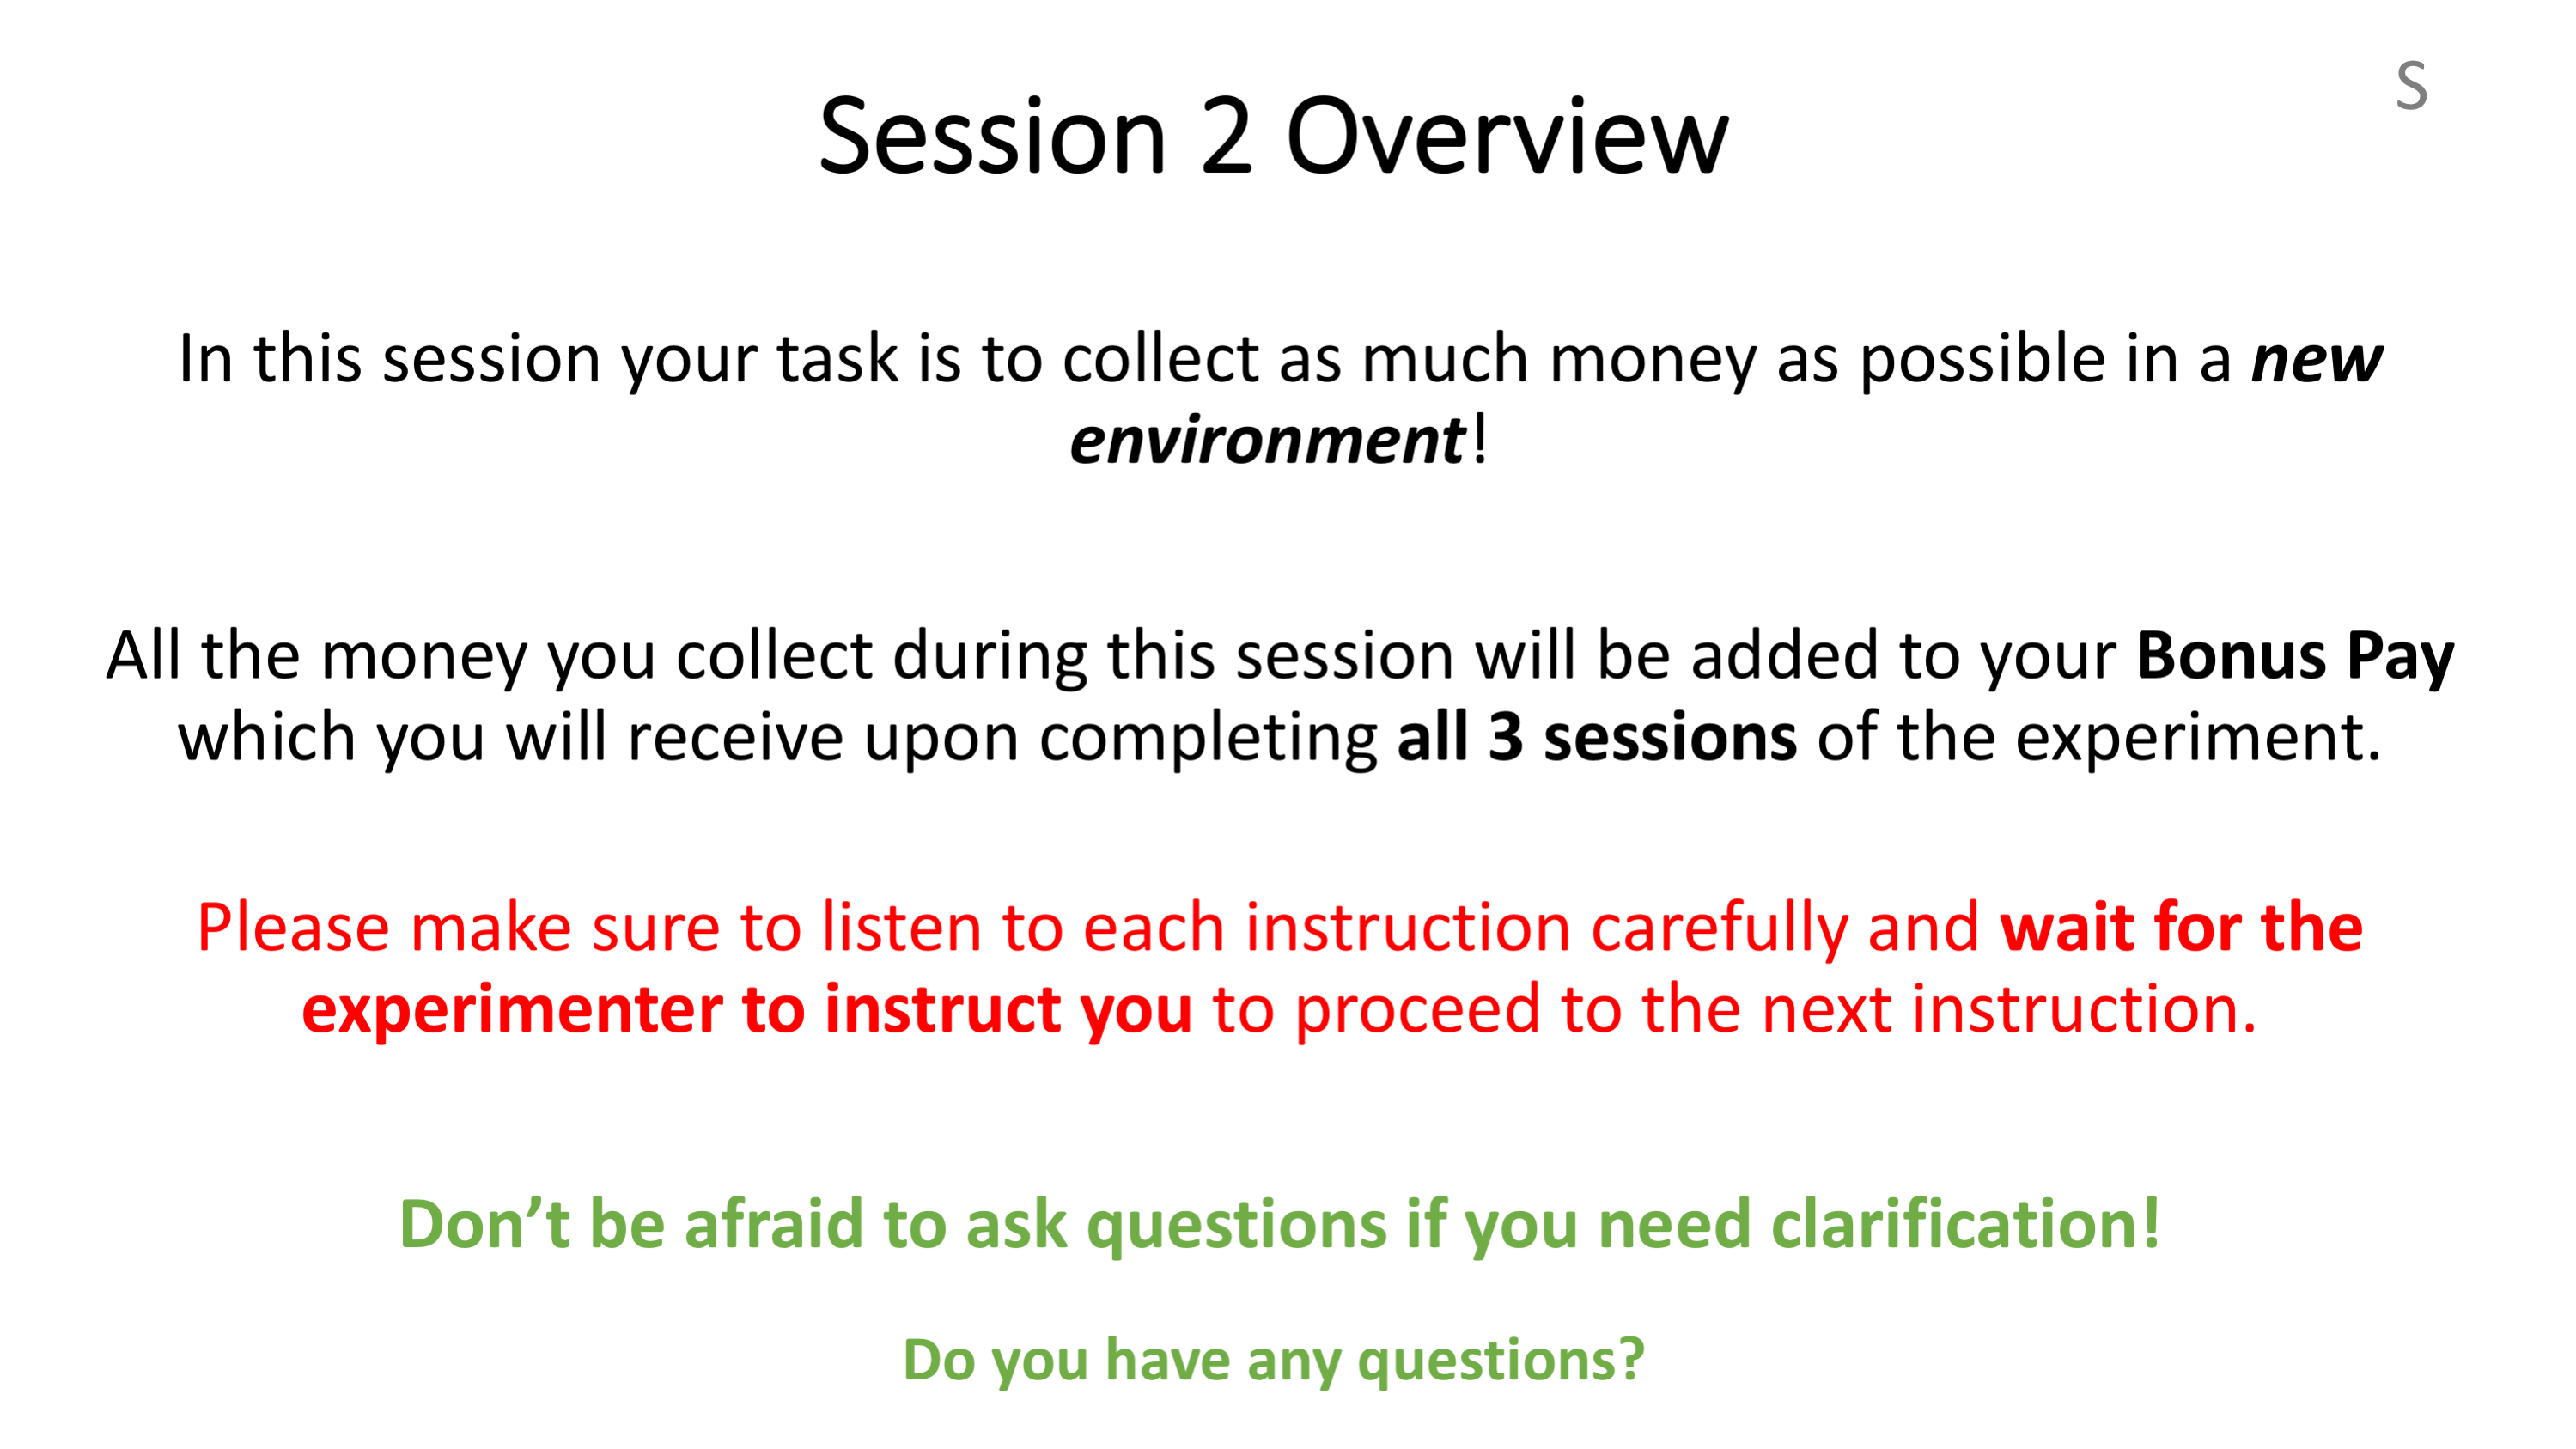 S
Session 2 Overview
In this session your task is to collect as much money as possible in a new
environment!
All the money you collect during this session will be added to your Bonus Pay
which you will receive upon completing all 3 sessions of the experiment.
Please make sure to listen to each instruction carefully and wait for the
experimenter to instruct you to proceed to the next instruction.
Don’t be afraid to ask questions if you need clarification!
Do you have any questions?